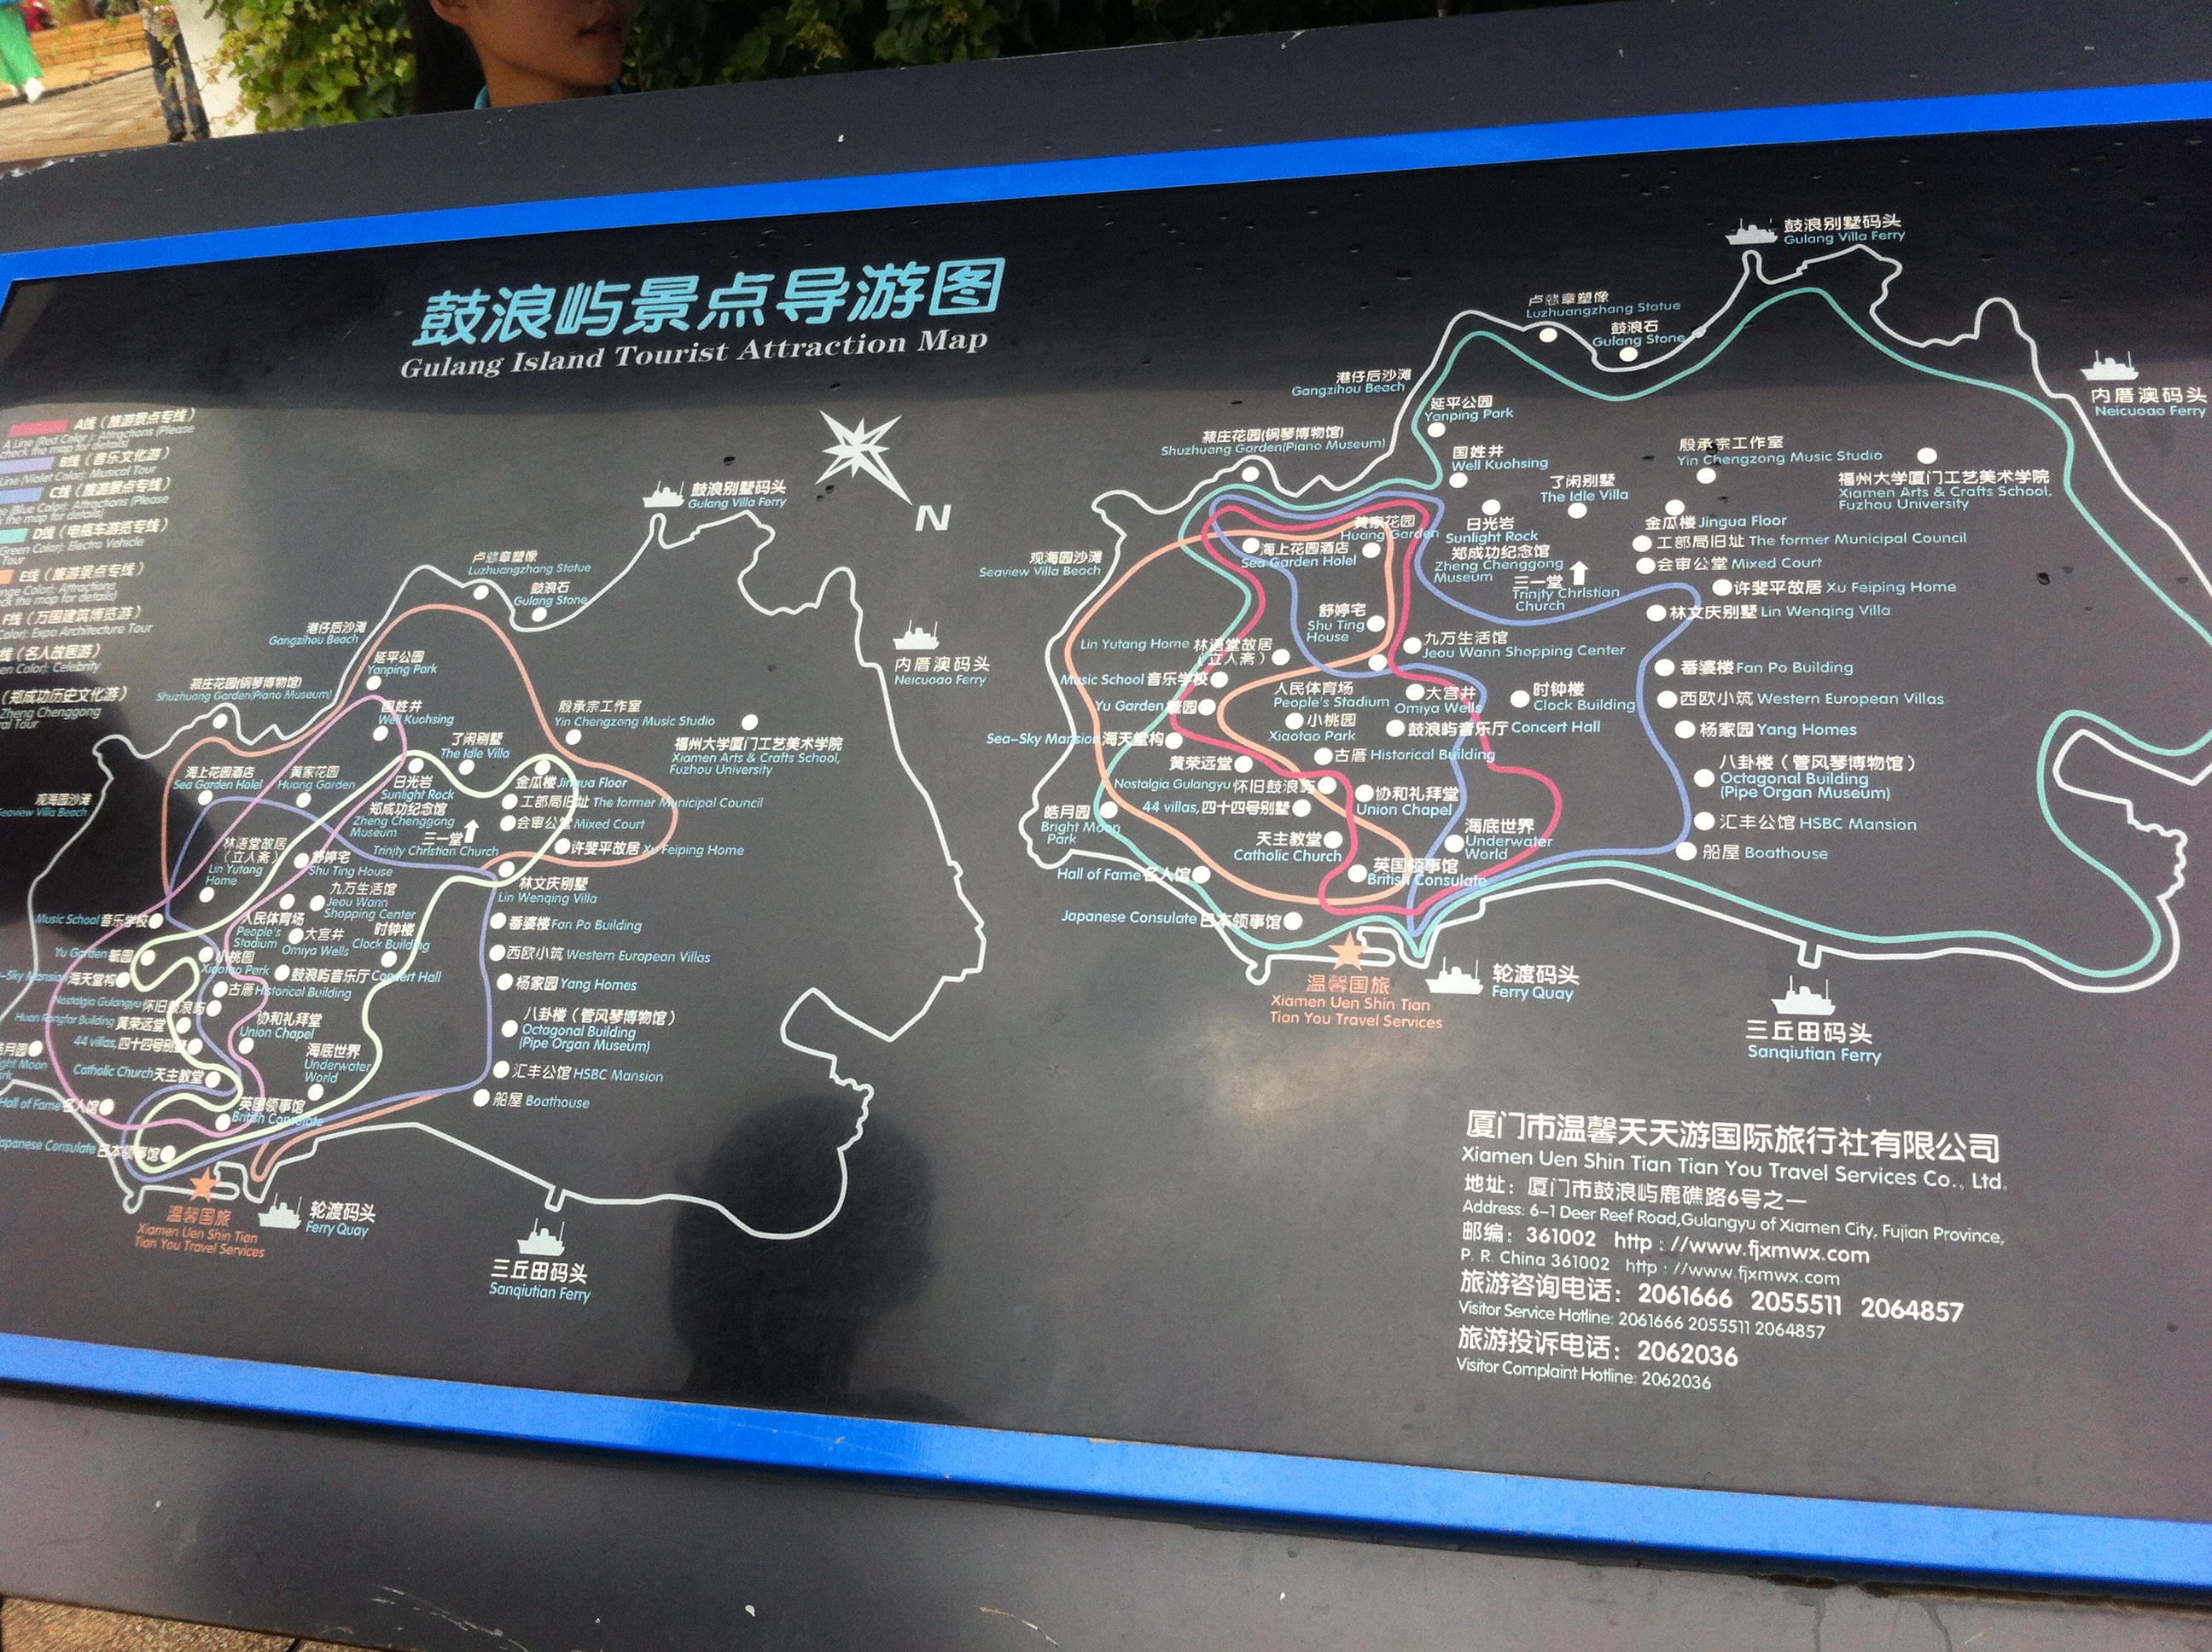 鼓浪屿景点导游图
Gulang Island Tourist Attraction Map
A线（旅游景点专线）
A Line (Red Color): Attractions (Please
check the map for details)
B线（音乐文化游）
Line (Violet Color): Musical Tour
C线（旅游景点专线）
(Blue Color): Attractions (Please
the map for details)
D线（电瓶车游览专线）
Green Color): Electro Vehicle
Tour
E线（旅游景点专线）
Color): Attractions
the map for details)
F线（万国建筑博览游）
Color): Expo Architecture Tour
线（名人故居游）
Color): Celebrity
（郑成功历史文化游）
Zheng Chenggong
Tour
N
鼓浪别墅码头
Gulang Villa Ferry
卢戆章塑像
Luzhuangzhang Statue
鼓浪石
Gulang Stone
港仔后沙滩
Gangzihou Beach
内厝澳码头
Neicuoao Ferry
延平公园
Yanping Park
菽庄花园(钢琴博物馆)
Shuzhuang Garden(Piano Museum)
国姓井
Well Kuohsing
殷承宗工作室
Yin Chengzong Music Studio
了闲别墅
The Idle Villa
福州大学厦门工艺美术学院
Xiamen Arts & Crafts School,
Fuzhou University
海上花园酒店
Sea Garden Holel
黄家花园
Huang Garden
日光岩
Sunlight Rock
金瓜楼 Jingua Floor
观海园沙滩
Seaview Villa Beach
郑成功纪念馆
Zheng Chenggong
Museum
工部局旧址 The former Municipal Council
会审公堂 Mixed Court
三一堂
Trinity Christian Church
许斐平故居 Xu Feiping Home
林语堂故居
（立人斋）
Lin Yutang
Home
舒婷宅
Shu Ting House
林文庆别墅
Lin Wenqing Villa
九万生活馆
Jeou Wann
Shopping Center
Music School 音乐学校
人民体育场
People's
Stadium
大宫井
Omiya Wells
时钟楼
Clock Building
番婆楼 Fan Po Building
Yu Garden 毓园
小桃园
Xiaotao Park
西欧小筑 Western European Villas
-Sky Mansion 海天堂构
鼓浪屿音乐厅 Concert Hall
古厝 Historical Building
杨家园 Yang Homes
Nostalgia Gulangyu 怀旧鼓浪屿
Huan Rongfar Building 黄荣远堂
协和礼拜堂
Union Chapel
八卦楼（管风琴博物馆）
Octagonal Building
(Pipe Organ Museum)
44 villas, 四十四号别墅
皓月园
Moon
海底世界
Underwater
World
Catholic Church 天主教堂
汇丰公馆 HSBC Mansion
Hall of Fame 名人馆
英国领事馆
British Consulate
船屋 Boathouse
Japanese Consulate 日本领事馆
温馨国旅
Xiamen Uen Shin Tian
Tian You Travel Services
轮渡码头
Ferry Quay
三丘田码头
Sanqiutian Ferry
鼓浪别墅码头
Gulang Villa Ferry
卢戆章塑像
Luzhuangzhang Statue
鼓浪石
Gulang Stone
港仔后沙滩
Gangzihou Beach
内厝澳码头
Neicuoao Ferry
延平公园
Yanping Park
菽庄花园(钢琴博物馆)
Shuzhuang Garden(Piano Museum)
国姓井
Well Kuohsing
殷承宗工作室
Yin Chengzong Music Studio
了闲别墅
The Idle Villa
福州大学厦门工艺美术学院
Xiamen Arts & Crafts School,
Fuzhou University
黄家花园
Huang Garden
日光岩
Sunlight Rock
金瓜楼 Jingua Floor
海上花园酒店
Sea Garden Holel
工部局旧址 The former Municipal Council
观海园沙滩
Seaview Villa Beach
郑成功纪念馆
Zheng Chenggong
Museum
会审公堂 Mixed Court
三一堂
Trinity Christian
Church
许斐平故居 Xu Feiping Home
林文庆别墅 Lin Wenqing Villa
舒婷宅
Shu Ting
House
九万生活馆
Jeou Wann Shopping Center
Lin Yutang Home 林语堂故居
（立人斋）
番婆楼 Fan Po Building
Music School 音乐学校
人民体育场
People's Stadium
大宫井
Omiya Wells
时钟楼
Clock Building
西欧小筑 Western European Villas
Yu Garden 毓园
小桃园
Xiaotao Park
鼓浪屿音乐厅 Concert Hall
杨家园 Yang Homes
Sea-Sky Mansion 海天堂构
古厝 Historical Building
黄荣远堂
八卦楼（管风琴博物馆）
Octagonal Building
(Pipe Organ Museum)
Nostalgia Gulangyu 怀旧鼓浪屿
44 villas, 四十四号别墅
协和礼拜堂
Union Chapel
皓月园
Bright Moon
Park
海底世界
Underwater
World
汇丰公馆 HSBC Mansion
天主教堂
Catholic Church
船屋 Boathouse
Hall of Fame 名人馆
英国领事馆
British Consulate
Japanese Consulate 日本领事馆
温馨国旅
Xiamen Uen Shin Tian
Tian You Travel Services
轮渡码头
Ferry Quay
三丘田码头
Sanqiutian Ferry
厦门市温馨天天游国际旅行社有限公司
Xiamen Uen Shin Tian Tian You Travel Services Co., Ltd.
地址：厦门市鼓浪屿鹿礁路6号之一
Address: 6-1 Deer Reef Road,Gulangyu of Xiamen City, Fujian Province,
邮编：361002 http://www.fjxmwx.com
P. R. China 361002 http://www.fjxmwx.com
旅游咨询电话：2061666 2055511 2064857
Visitor Service Hotline: 2061666 2055511 2064857
旅游投诉电话：2062036
Visitor Complaint Hotline: 2062036